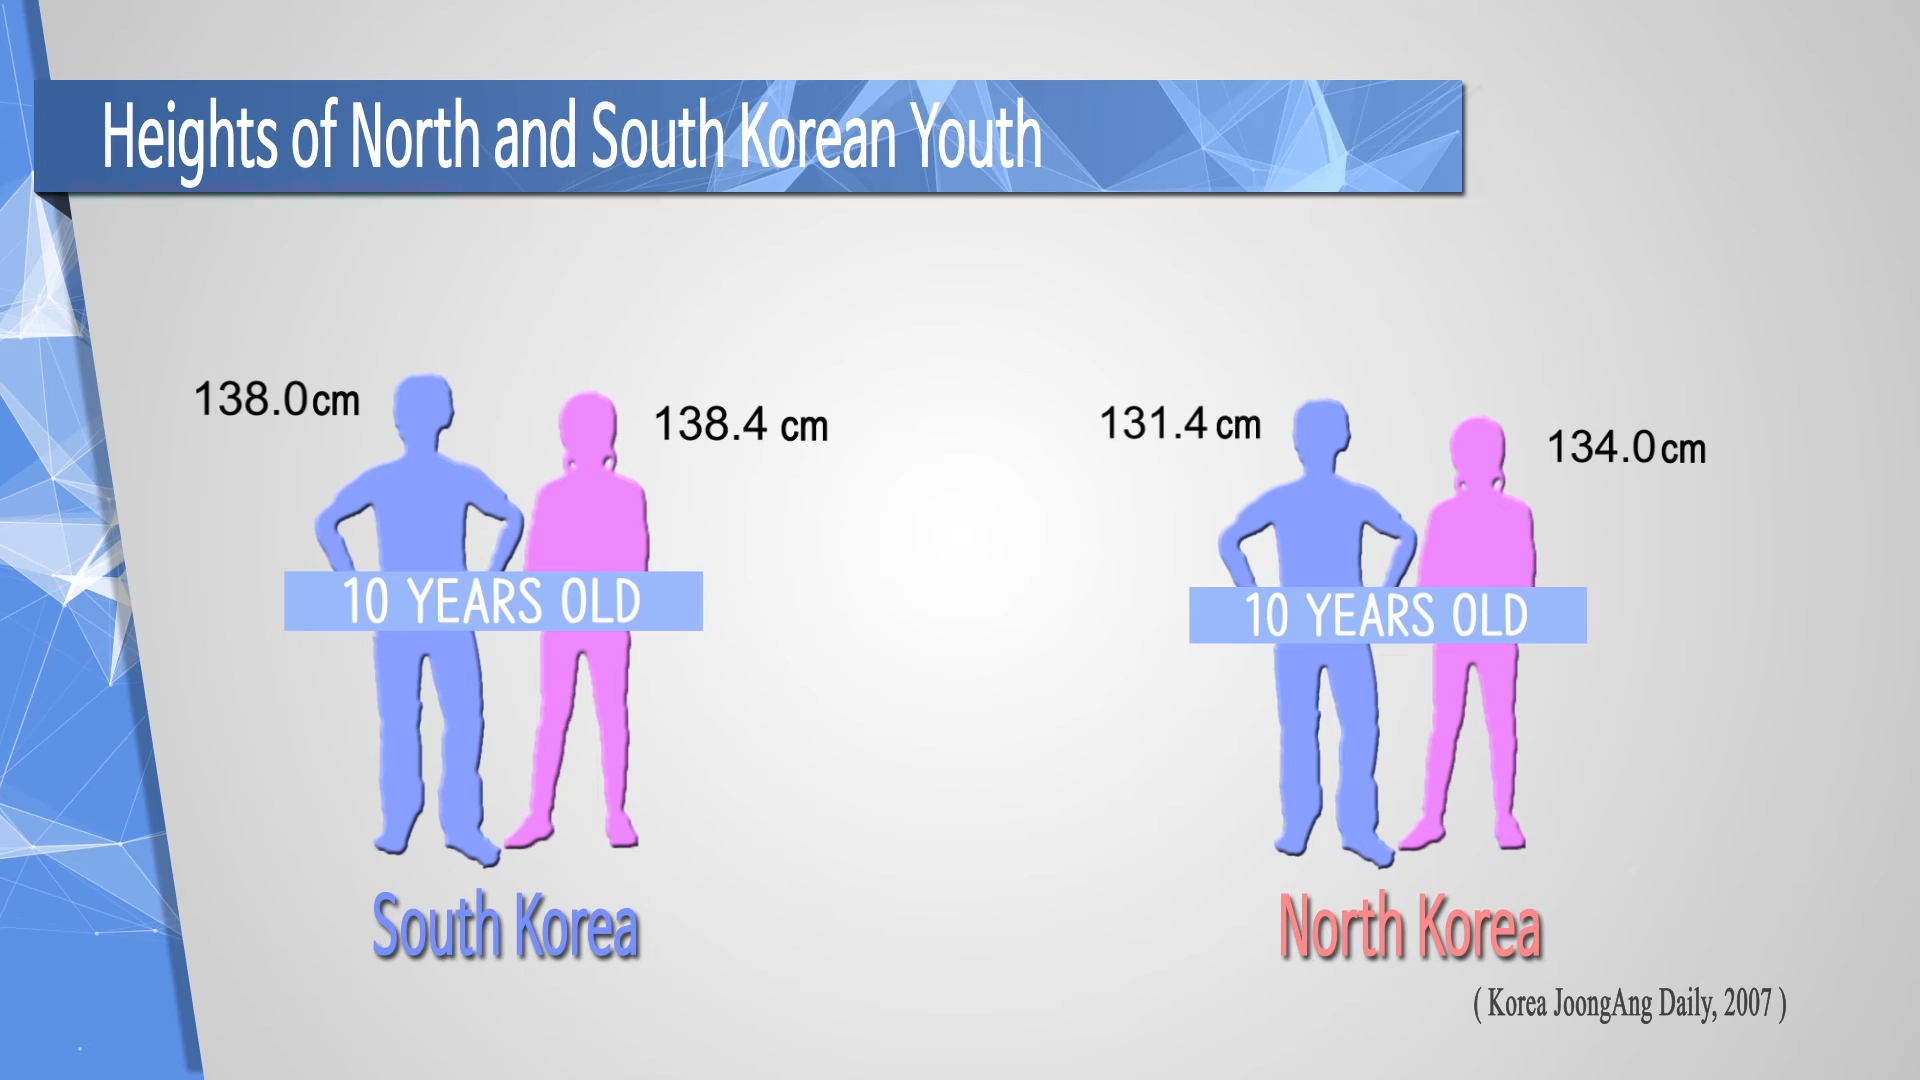 Heights of North and South Korean Youth
138.0cm
138.4 cm
10 YEARS OLD
South Korea
131.4 cm
134.0cm
10 YEARS OLD
North Korea
( Korea JoongAng Daily, 2007 )